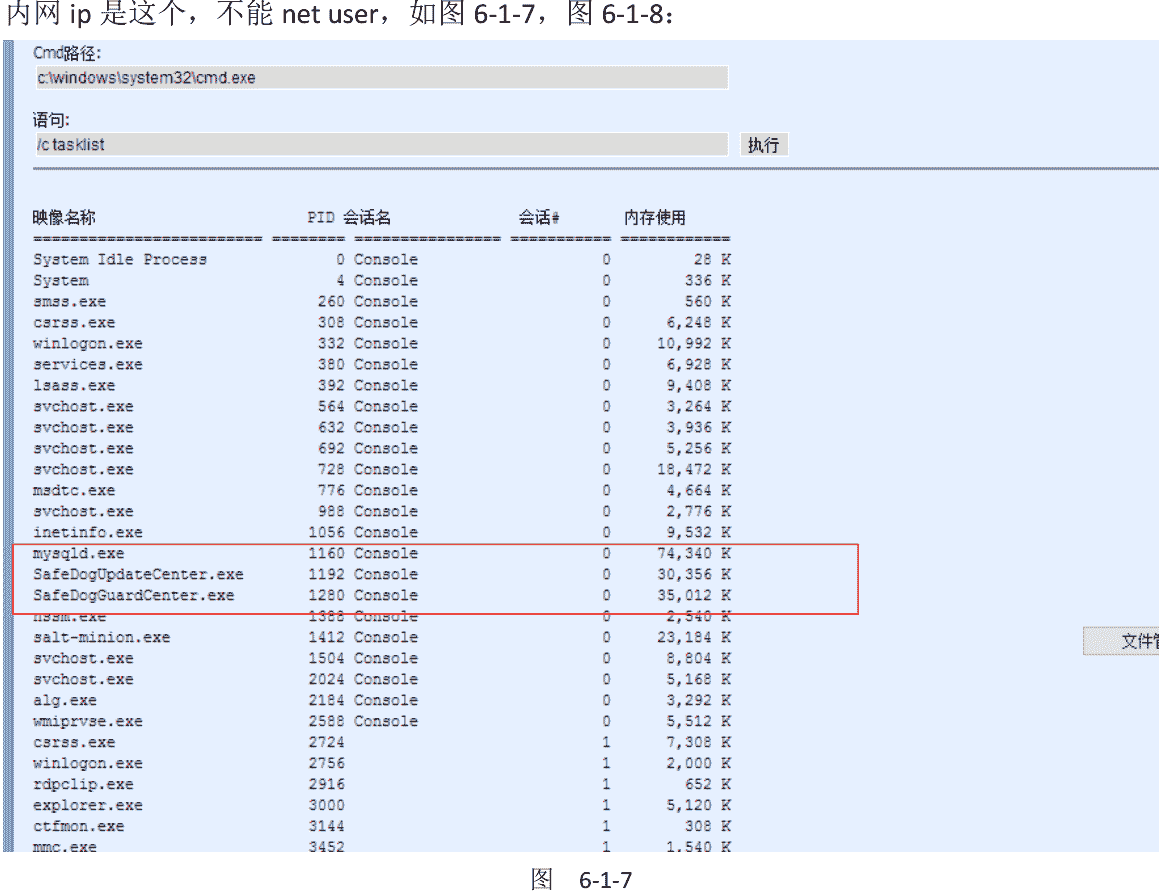 内网 ip 是这个，不能 net user，如图 6-1-7，图 6-1-8：
Cmd路径:
c:\windows\system32\cmd.exe
语句:
/c tasklist 执行
映像名称 PID 会话名 会话# 内存使用
========================= ======== ================ =========== ============
System Idle Process 0 Console 0 28 K
System 4 Console 0 336 K
smss.exe 260 Console 0 560 K
csrss.exe 308 Console 0 6,248 K
winlogon.exe 332 Console 0 10,992 K
services.exe 380 Console 0 6,928 K
lsass.exe 392 Console 0 9,408 K
svchost.exe 564 Console 0 3,264 K
svchost.exe 632 Console 0 3,936 K
svchost.exe 692 Console 0 5,256 K
svchost.exe 728 Console 0 18,472 K
msdtc.exe 776 Console 0 4,664 K
svchost.exe 988 Console 0 2,776 K
inetinfo.exe 1056 Console 0 9,532 K
mysqld.exe 1160 Console 0 74,340 K
SafeDogUpdateCenter.exe 1192 Console 0 30,356 K
SafeDogGuardCenter.exe 1280 Console 0 35,012 K
nssm.exe 1388 Console 0 2,540 K
salt-minion.exe 1412 Console 0 23,184 K
文件管
svchost.exe 1504 Console 0 8,804 K
svchost.exe 2024 Console 0 5,168 K
alg.exe 2184 Console 0 3,292 K
wmiprvse.exe 2588 Console 0 5,512 K
csrss.exe 2724 1 7,308 K
winlogon.exe 2756 1 2,000 K
rdpclip.exe 2916 1 652 K
explorer.exe 3000 1 5,120 K
ctfmon.exe 3144 1 308 K
mmc.exe 3452 1 1,540 K
图 6-1-7